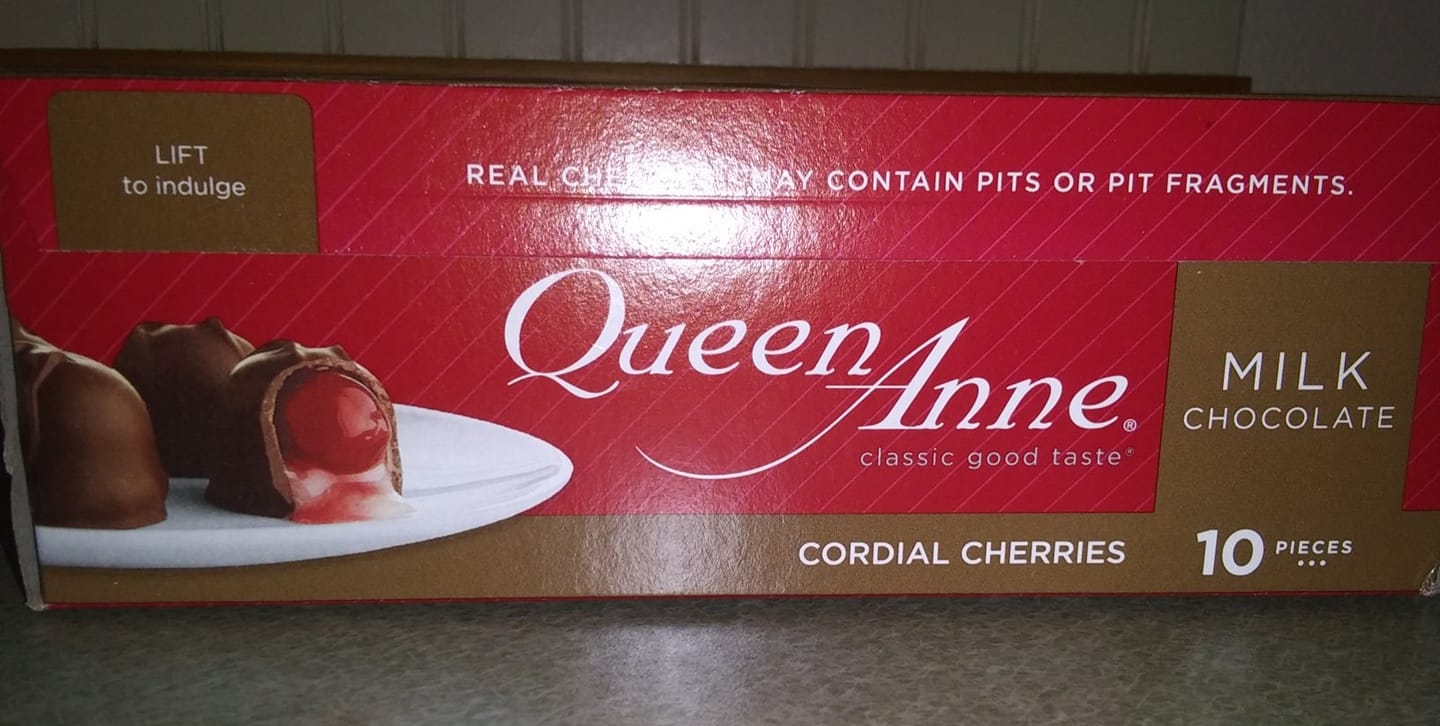 LIFT
to indulge
REAL MAY CONTAIN PITS OR PIT FRAGMENTS.
Queen Anne®
classic good taste®
MILK
CHOCOLATE
CORDIAL CHERRIES
10 PIECES